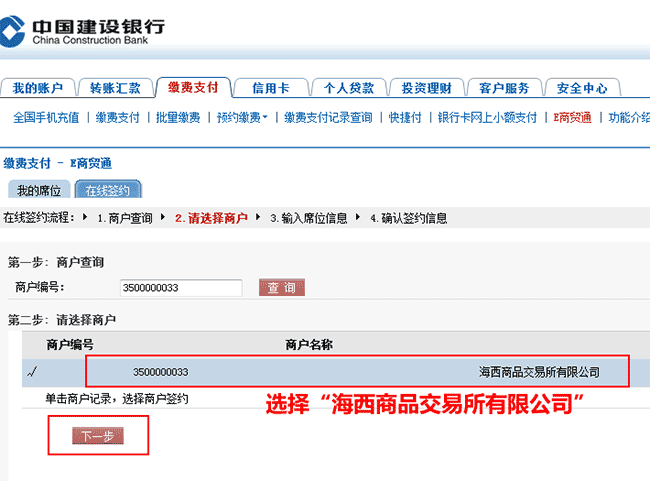 中国建设银行
China Construction Bank
我的账户 转账汇款 缴费支付 信用卡 个人贷款 投资理财 客户服务 安全中心
全国手机充值 | 缴费支付 | 批量缴费 | 预约缴费 | 缴费支付记录查询 | 快捷付 | 银行卡网上小额支付 | E商贸通 | 功能介绍
缴费支付 - E商贸通
我的席位 在线签约
在线签约流程： 1.商户查询 2.请选择商户 3.输入席位信息 4.确认签约信息
第一步: 商户查询
商户编号: 3500000033 查 询
第二步: 请选择商户
商户编号 商户名称
√ 3500000033 海西商品交易所有限公司
单击商户记录，选择商户签约
选择“海西商品交易所有限公司”
下一步